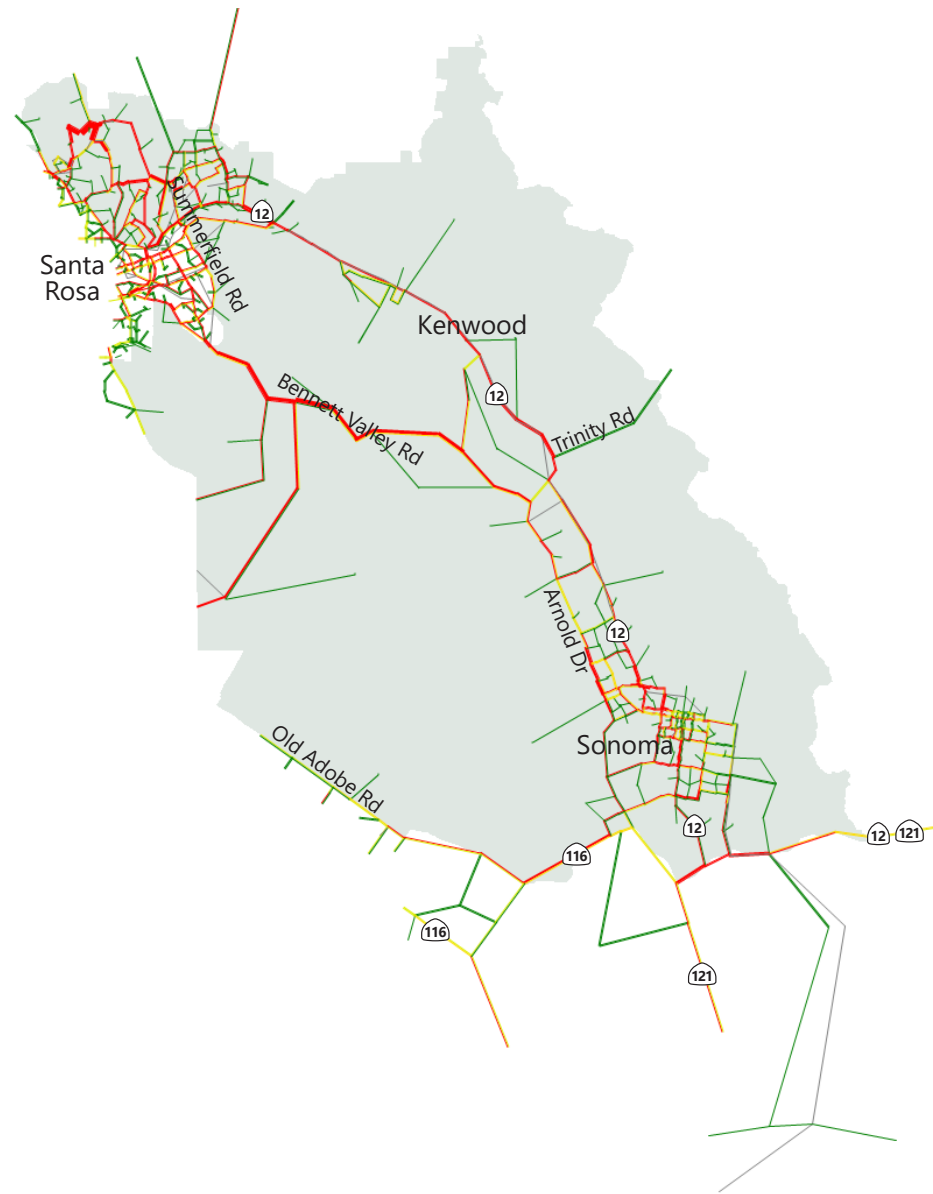 12
Summerfield Rd
Santa
Rosa
Kenwood
12
Bennett Valley Rd
Trinity Rd
Arnold Dr
12
Sonoma
Old Adobe Rd
12
12
121
116
116
121